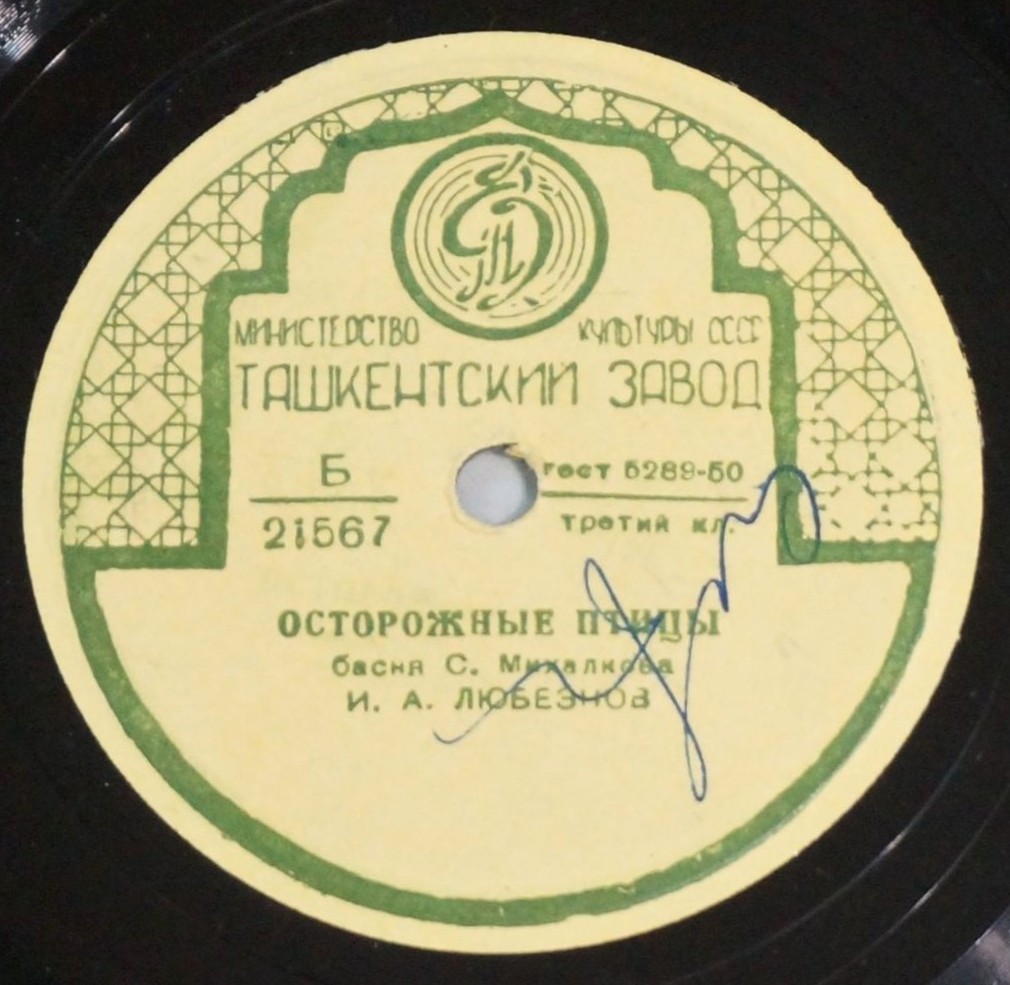 МИНИСТЕРСТВО КУЛЬТУРЫ СССР
ТАШКЕНТСКИЙ ЗАВОД
Б гост 5289-50
21567 третий кл.
ОСТОРОЖНЫЕ ПТИЦЫ
басня С. Михалкова
И. А. ЛЮБЕЗНОВ